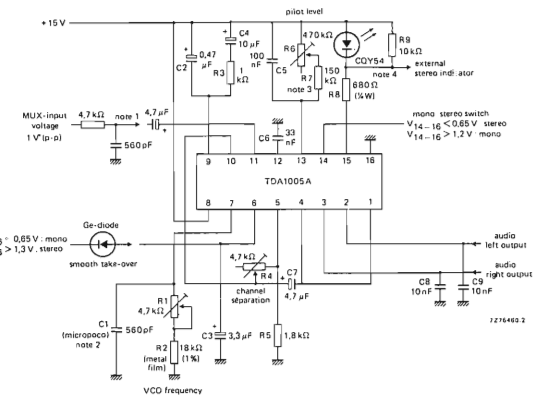 pilot level
+ 15 V
C4
10 µF
+
C2
0,47
µF
+
R3
1
kΩ
100
nF
C5
470 kΩ
R6
R7
note 3
150
kΩ
CQY54
R9
10 kΩ
note 4
external
R8
680Ω
(¼W)
MUX-input
voltage
1 V (p-p)
4,7 kΩ
note 1
4,7 µF
+
560 pF
C6
33
nF
mono stereo switch
V14–16 < 0,65 V stereo
V14–16 > 1,2 V · mono
9 10 11 12 13 14 15 16
TDA1005A
8 7 6 5 4 3 2 1
0,65 V : mono
> 1,3 V . stereo
Ge-diode
smooth take-over
4,7 kΩ
R4
channel
séparation
C7
+
4,7 µF
audio
left output
audio
right output
C8
10 nF
C9
10 nF
7Z76460.2
R1
4,7 kΩ
C1
(micropoco)
note 2
560 pF
R2
(metal
film)
18 kΩ
(1%)
C3
+
3,3 µF
R5
1,8 kΩ
VCO frequency